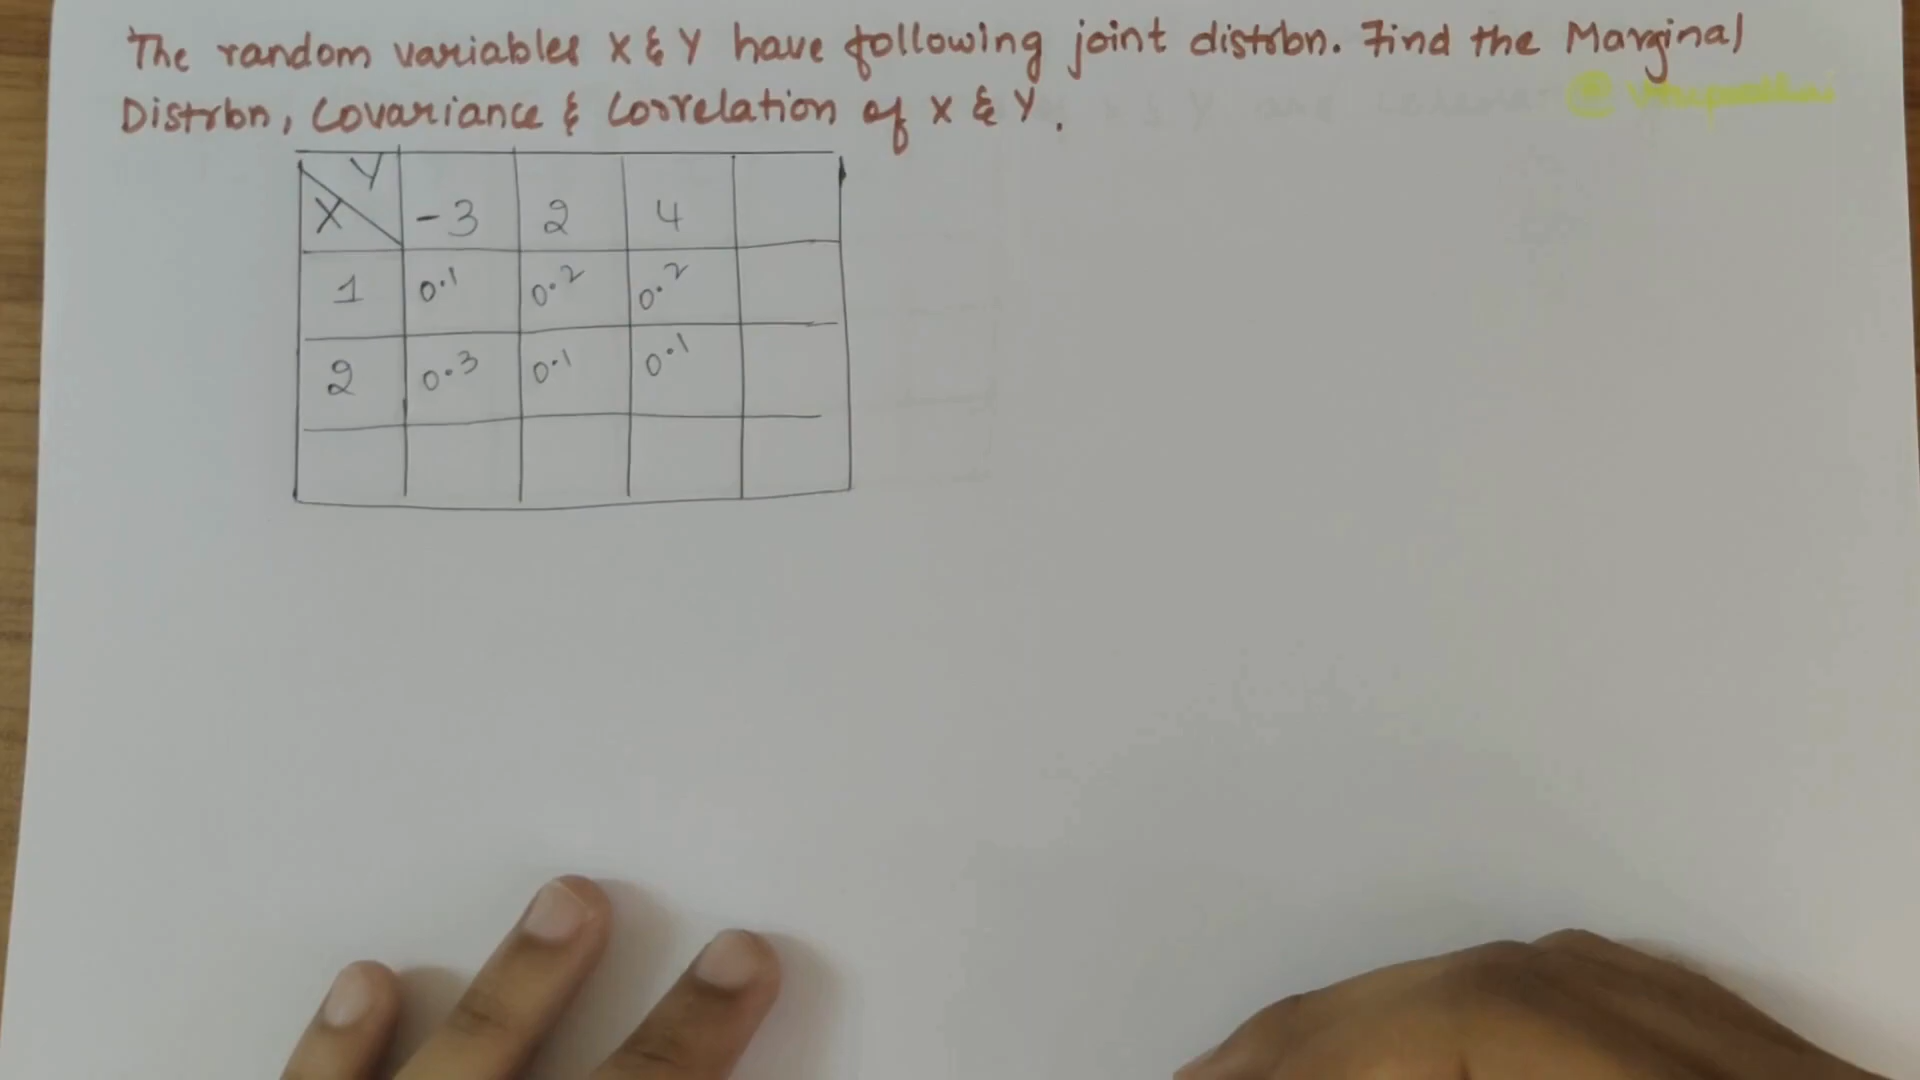 The random variables X & Y have following joint distrbn. Find the Marginal
Distrbn, Covariance & Correlation of X & Y.
Y
X -3 2 4
1 0.1 0.2 0.2
2 0.3 0.1 0.1